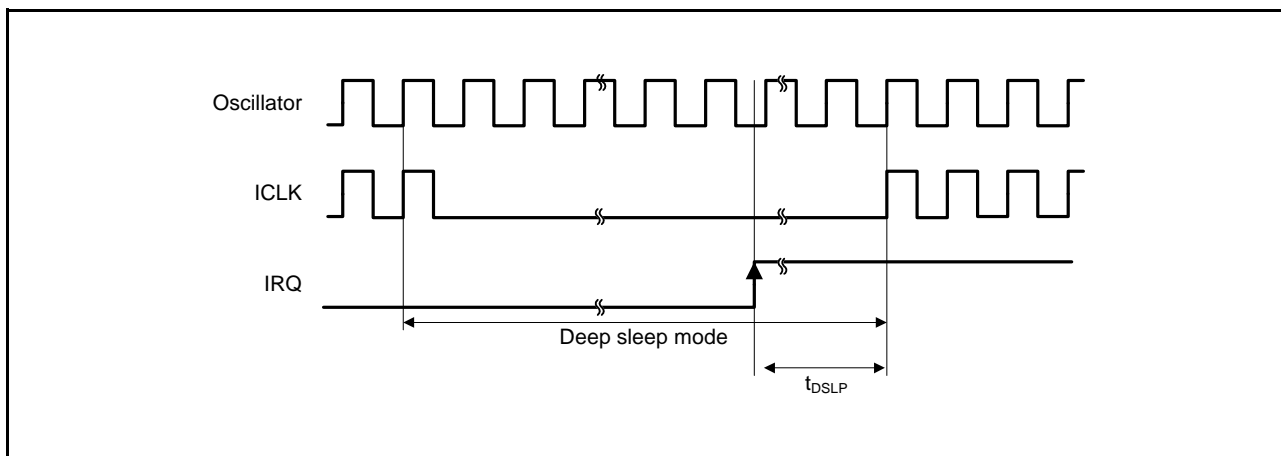 Oscillator
ICLK
IRQ
Deep sleep mode
tDSLP